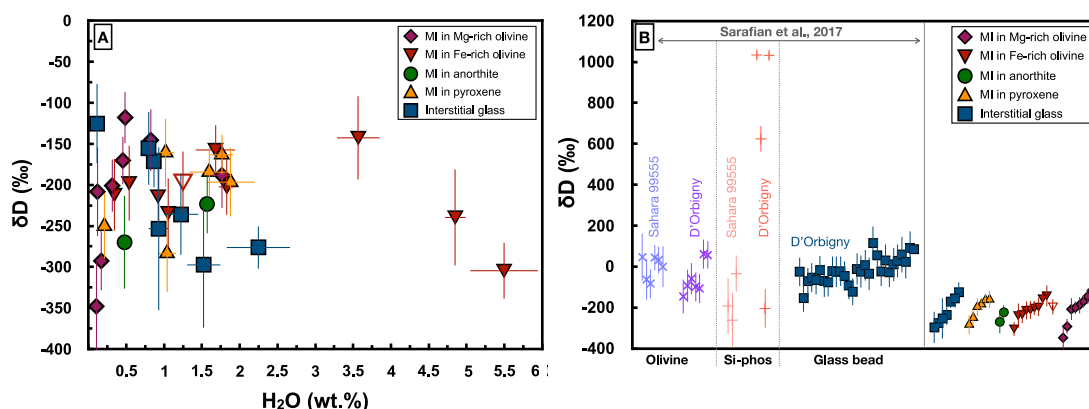 A
MI in Mg-rich olivine
MI in Fe-rich olivine
MI in anorthite
MI in pyroxene
Interstitial glass
0
-50
-100
-150
-200
-250
-300
-350
-400
δD (‰)
0.5 1 1.5 2 2.5 3 3.5 4 4.5 5 5.5 6
H₂O (wt.%)
B
Sarafian et al., 2017
MI in Mg-rich olivine
MI in Fe-rich olivine
MI in anorthite
MI in pyroxene
Interstitial glass
1200
1000
800
600
400
200
0
-200
-400
δD (‰)
Sahara 99555
D'Orbigny
Sahara 99555
D'Orbigny
D'Orbigny
Olivine Si-phos Glass bead